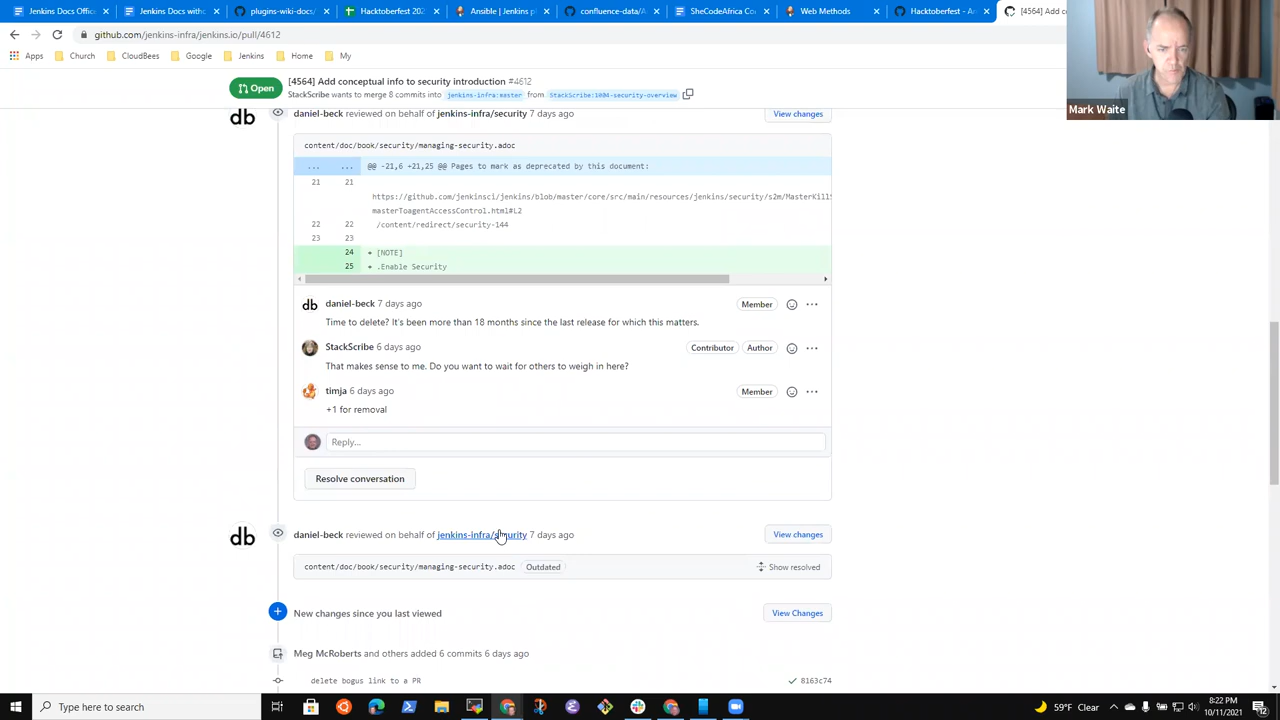 Jenkins Docs Offic
Jenkins Docs withc
plugins-wiki-docs/
Hacktoberfest 202
Ansible | Jenkins pl
confluence-data/A
SheCodeAfrica Co
Web Methods
Hacktoberfest - An
[4564] Add co
github.com/jenkins-infra/jenkins.io/pull/4612
Apps
Church
CloudBees
Google
Jenkins
Home
My
Mark Waite
Open
[4564] Add conceptual info to security introduction #4612
StackScribe wants to merge 8 commits into jenkins-infra:master from StackScribe:1004-security-overview
db
daniel-beck reviewed on behalf of jenkins-infra/security 7 days ago
View changes
content/doc/book/security/managing-security.adoc
... ... @@ -21,6 +21,25 @@ Pages to mark as deprecated by this document:
21 21
https://github.com/jenkinsci/jenkins/blob/master/core/src/main/resources/jenkins/security/s2m/MasterKillS
masterToagentAccessControl.html#L2
22 22 /content/redirect/security-144
23 23
24 + [NOTE]
25 + .Enable Security
db daniel-beck 7 days ago
Member
Time to delete? It's been more than 18 months since the last release for which this matters.
StackScribe 6 days ago
Contributor
Author
That makes sense to me. Do you want to wait for others to weigh in here?
timja 6 days ago
Member
+1 for removal
Reply...
Resolve conversation
db
daniel-beck reviewed on behalf of jenkins-infra/security 7 days ago
View changes
content/doc/book/security/managing-security.adoc
Outdated
Show resolved
New changes since you last viewed
View Changes
Meg McRoberts and others added 6 commits 6 days ago
delete bogus link to a PR
8163c74
Type here to search
59°F Clear
8:22 PM
10/11/2021
12